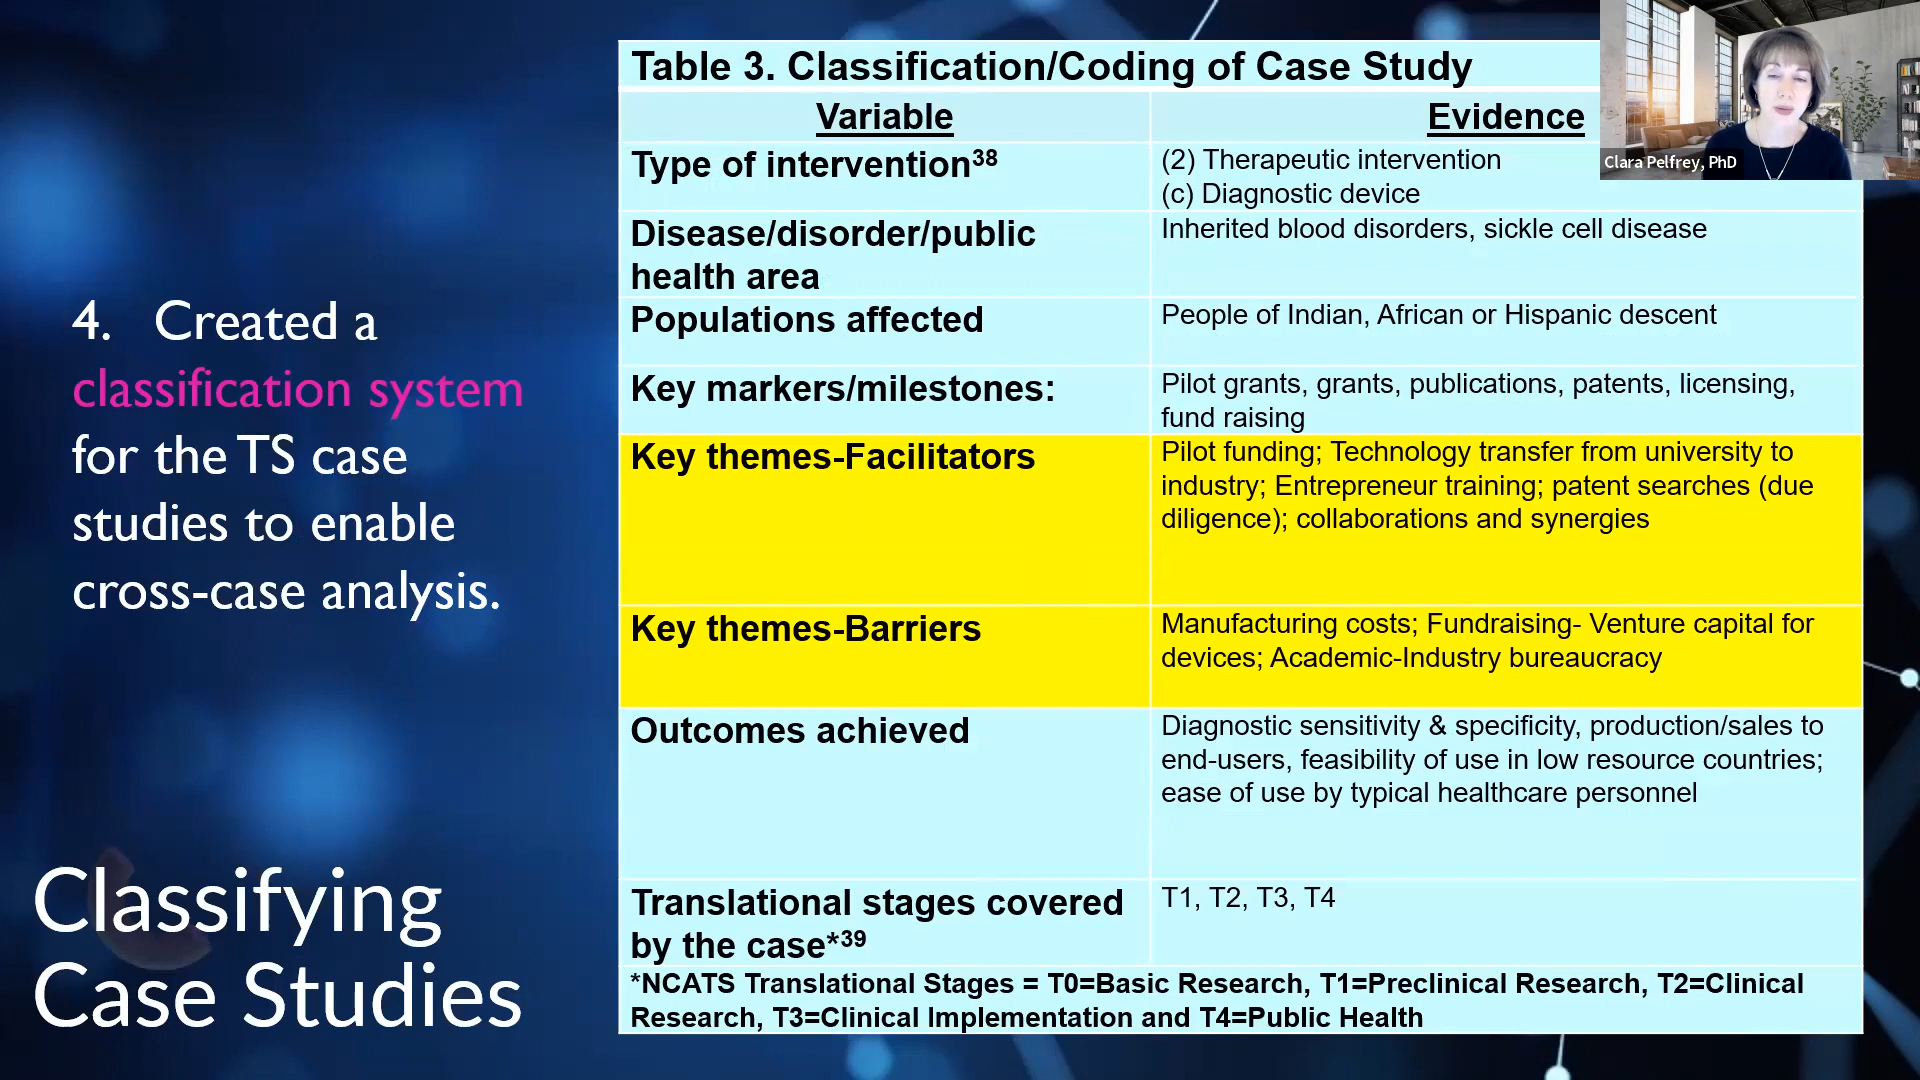 4. Created a
classification system
for the TS case
studies to enable
cross-case analysis.
Classifying
Case Studies
Table 3. Classification/Coding of Case Study
Variable
Evidence
Type of intervention³⁸
(2) Therapeutic intervention
(c) Diagnostic device
Disease/disorder/public
health area
Inherited blood disorders, sickle cell disease
Populations affected
People of Indian, African or Hispanic descent
Key markers/milestones:
Pilot grants, grants, publications, patents, licensing,
fund raising
Key themes-Facilitators
Pilot funding; Technology transfer from university to
industry; Entrepreneur training; patent searches (due
diligence); collaborations and synergies
Key themes-Barriers
Manufacturing costs; Fundraising- Venture capital for
devices; Academic-Industry bureaucracy
Outcomes achieved
Diagnostic sensitivity & specificity, production/sales to
end-users, feasibility of use in low resource countries;
ease of use by typical healthcare personnel
Translational stages covered
by the case*³⁹
T1, T2, T3, T4
*NCATS Translational Stages = T0=Basic Research, T1=Preclinical Research, T2=Clinical
Research, T3=Clinical Implementation and T4=Public Health
Clara Pelfrey, PhD